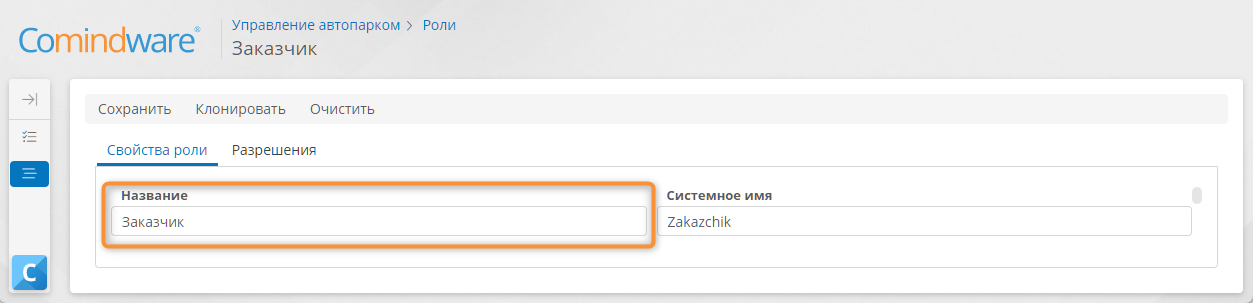 Comindware®
Управление автопарком > Роли
Заказчик
Сохранить Клонировать Очистить
Свойства роли Разрешения
Название Системное имя
Заказчик Zakazchik
C